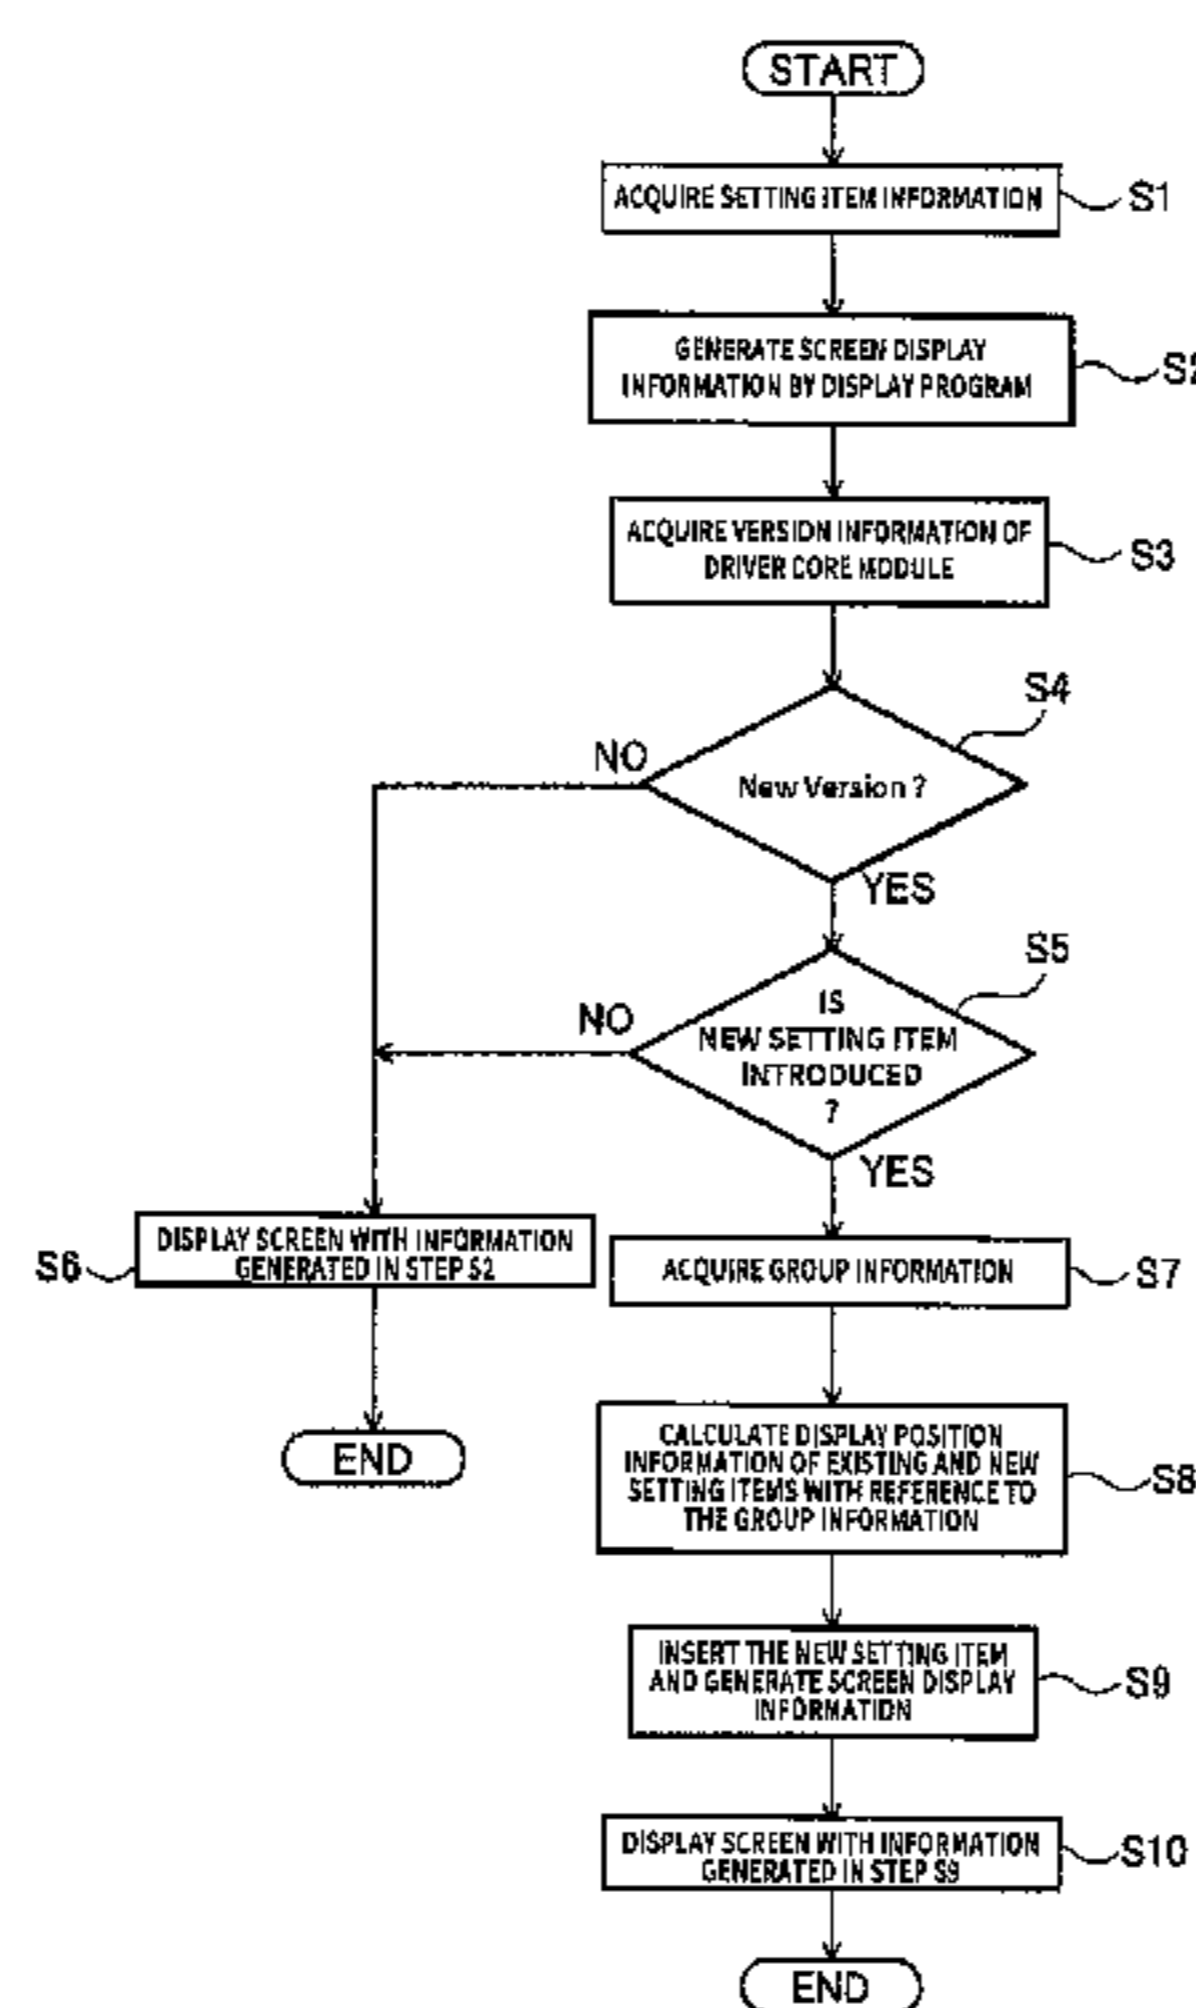 START
ACQUIRE SETTING ITEM INFORMATION
S1
GENERATE SCREEN DISPLAY
INFORMATION BY DISPLAY PROGRAM
S2
ACQUIRE VERSION INFORMATION OF
DRIVER CORE MODULE
S3
S4
New Version ?
NO
YES
S5
IS
NEW SETTING ITEM
INTRODUCED
?
NO
YES
DISPLAY SCREEN WITH INFORMATION
GENERATED IN STEP S2
S6
END
ACQUIRE GROUP INFORMATION
S7
CALCULATE DISPLAY POSITION
INFORMATION OF EXISTING AND NEW
SETTING ITEMS WITH REFERENCE TO
THE GROUP INFORMATION
S8
INSERT THE NEW SETTING ITEM
AND GENERATE SCREEN DISPLAY
INFORMATION
S9
DISPLAY SCREEN WITH INFORMATION
GENERATED IN STEP S9
S10
END